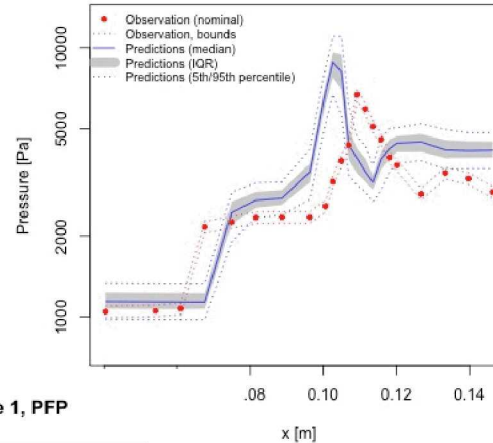 Observation (nominal)
Observation, bounds
Predictions (median)
Predictions (IQR)
Predictions (5th/95th percentile)
Pressure [Pa]
10000
5000
2000
1000
.08
0.10
0.12
0.14
x [m]
1, PFP